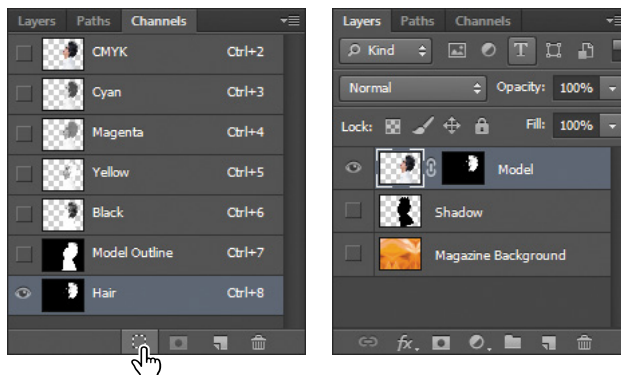 Layers Paths Channels
CMYK Ctrl+2
Cyan Ctrl+3
Magenta Ctrl+4
Yellow Ctrl+5
Black Ctrl+6
Model Outline Ctrl+7
Hair Ctrl+8
Layers Paths Channels
Kind T
Normal Opacity: 100%
Lock: Fill: 100%
Model
Shadow
Magazine Background
fx.